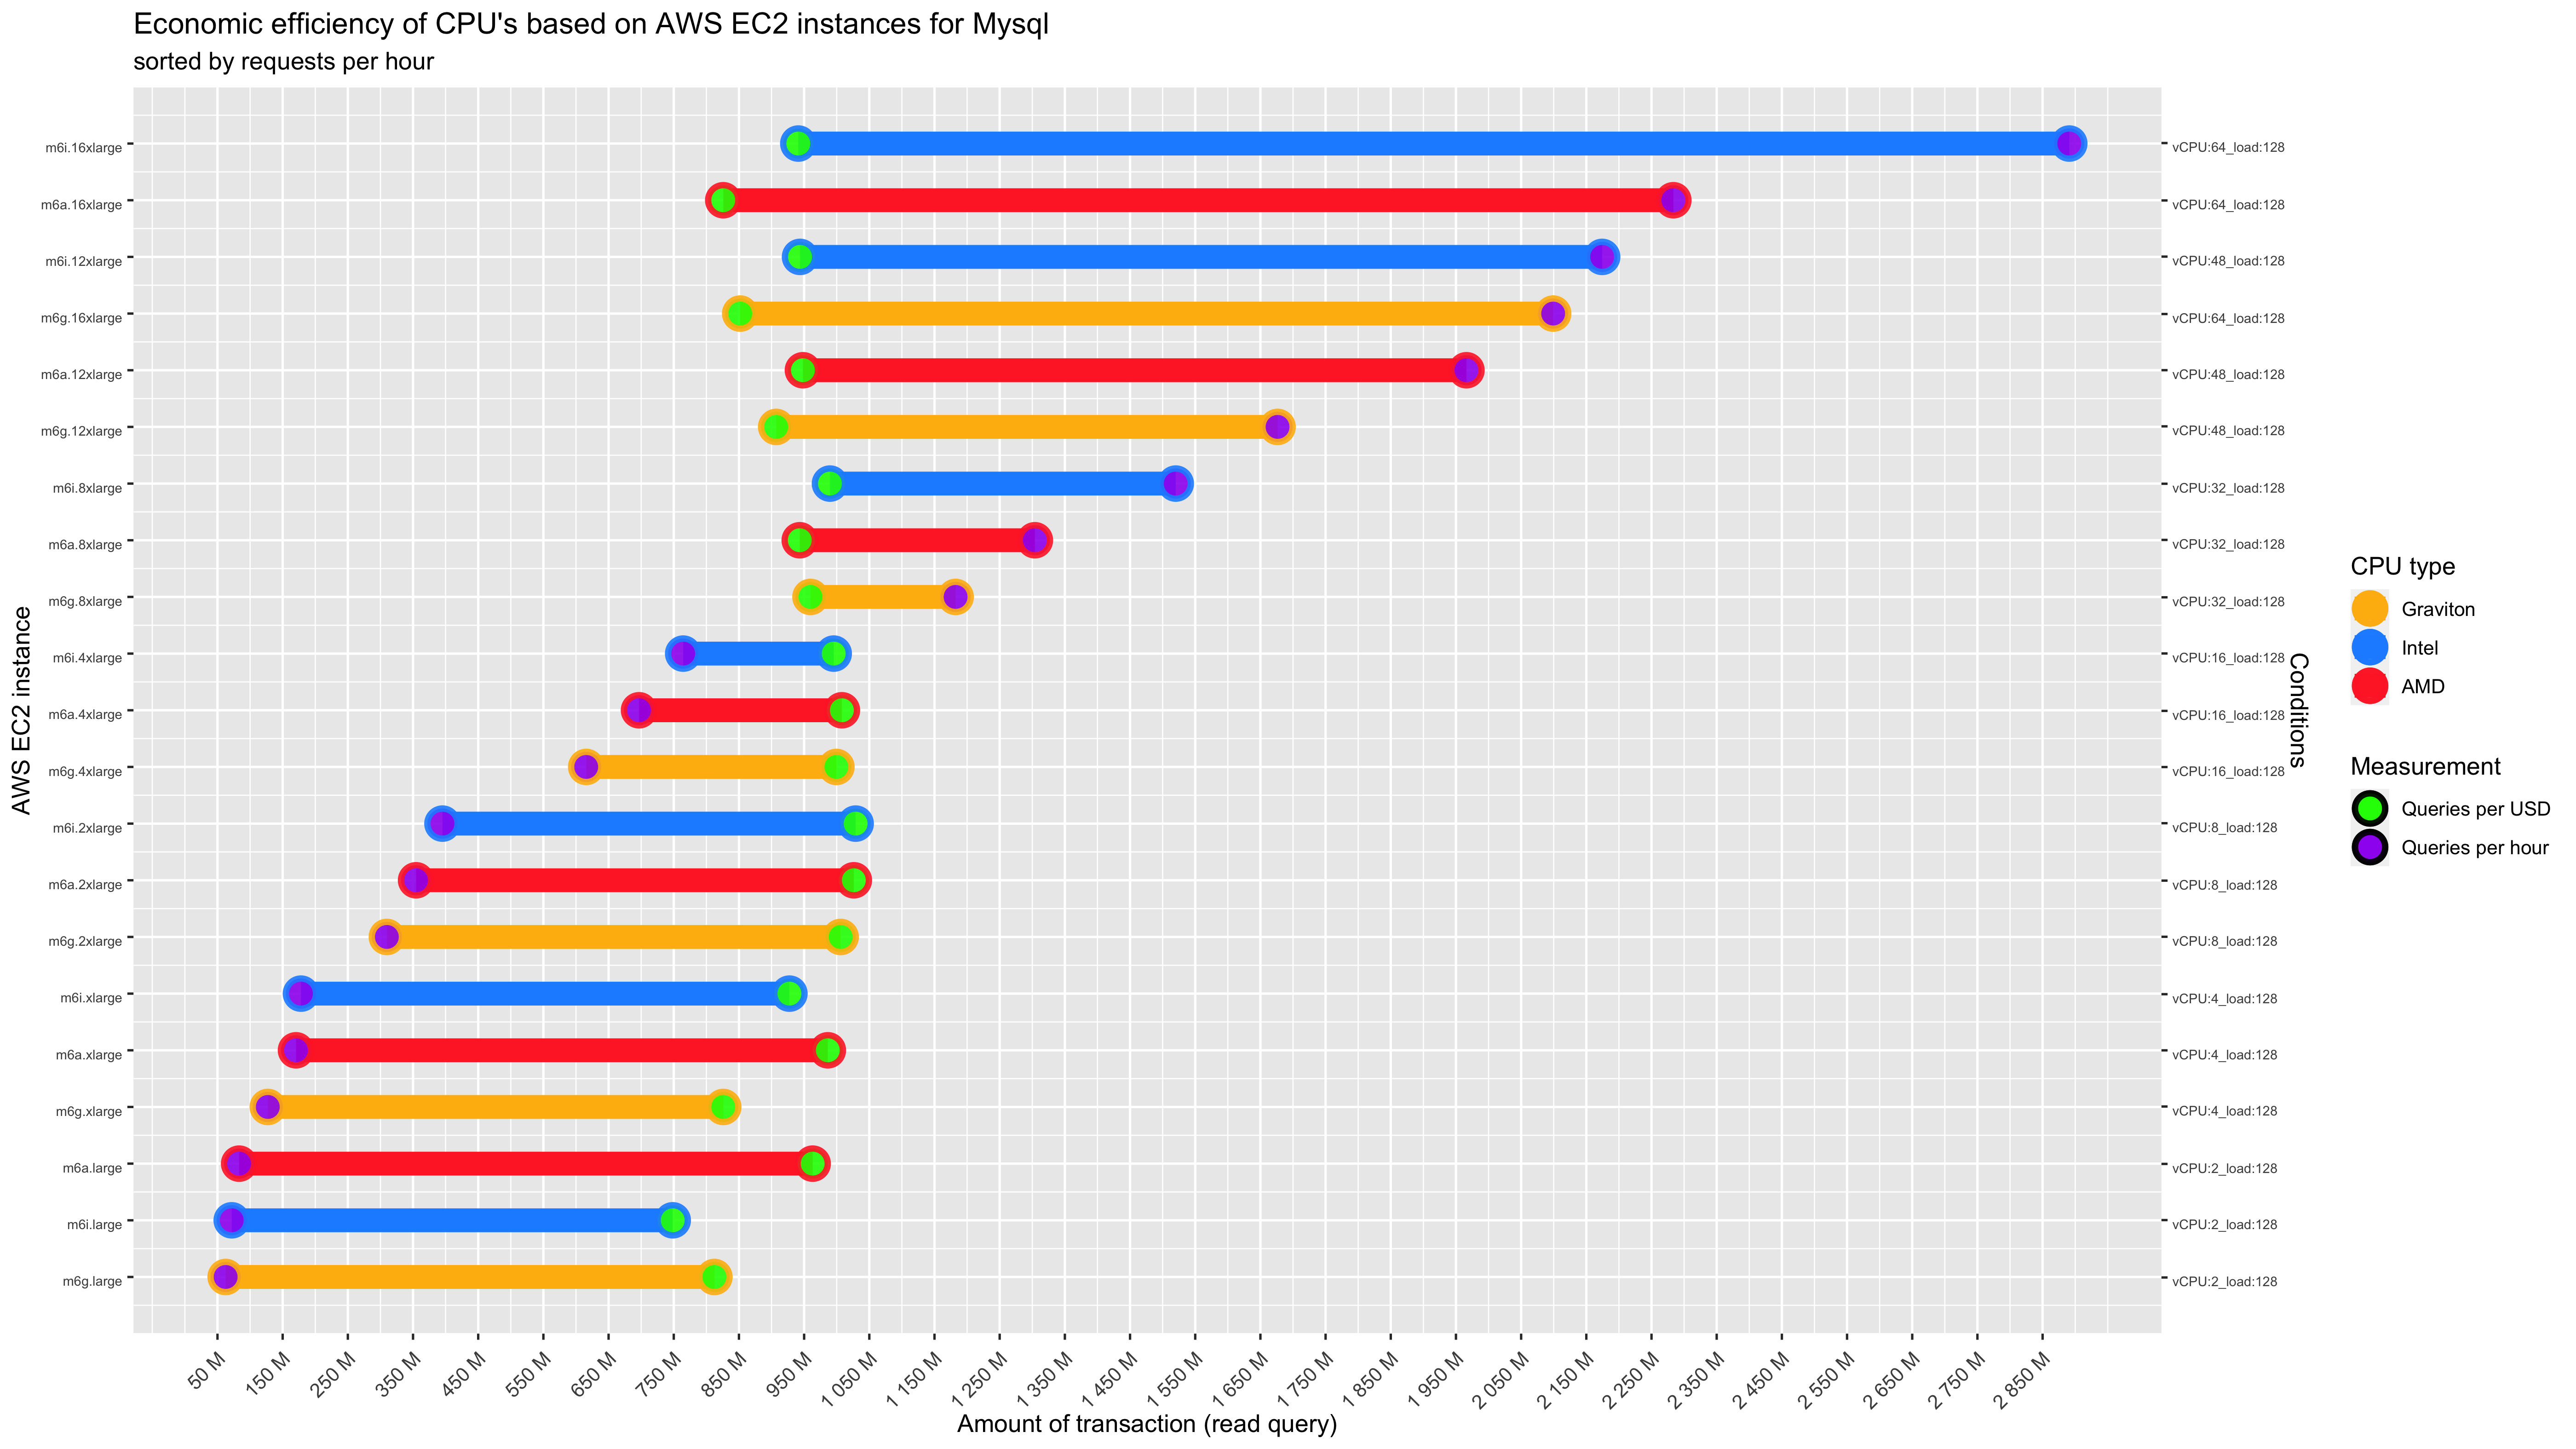 Economic efficiency of CPU's based on AWS EC2 instances for Mysql
sorted by requests per hour
AWS EC2 instance
m6i.16xlarge
m6a.16xlarge
m6i.12xlarge
m6g.16xlarge
m6a.12xlarge
m6g.12xlarge
m6i.8xlarge
m6a.8xlarge
m6g.8xlarge
m6i.4xlarge
m6a.4xlarge
m6g.4xlarge
m6i.2xlarge
m6a.2xlarge
m6g.2xlarge
m6i.xlarge
m6a.xlarge
m6g.xlarge
m6a.large
m6i.large
m6g.large
vCPU:64_load:128
vCPU:64_load:128
vCPU:48_load:128
vCPU:64_load:128
vCPU:48_load:128
vCPU:48_load:128
vCPU:32_load:128
vCPU:32_load:128
vCPU:32_load:128
vCPU:16_load:128
vCPU:16_load:128
vCPU:16_load:128
vCPU:8_load:128
vCPU:8_load:128
vCPU:8_load:128
vCPU:4_load:128
vCPU:4_load:128
vCPU:4_load:128
vCPU:2_load:128
vCPU:2_load:128
vCPU:2_load:128
Conditions
50 M
150 M
250 M
350 M
450 M
550 M
650 M
750 M
850 M
950 M
1 050 M
1 150 M
1 250 M
1 350 M
1 450 M
1 550 M
1 650 M
1 750 M
1 850 M
1 950 M
2 050 M
2 150 M
2 250 M
2 350 M
2 450 M
2 550 M
2 650 M
2 750 M
2 850 M
Amount of transaction (read query)
CPU type
Graviton
Intel
AMD
Measurement
Queries per USD
Queries per hour